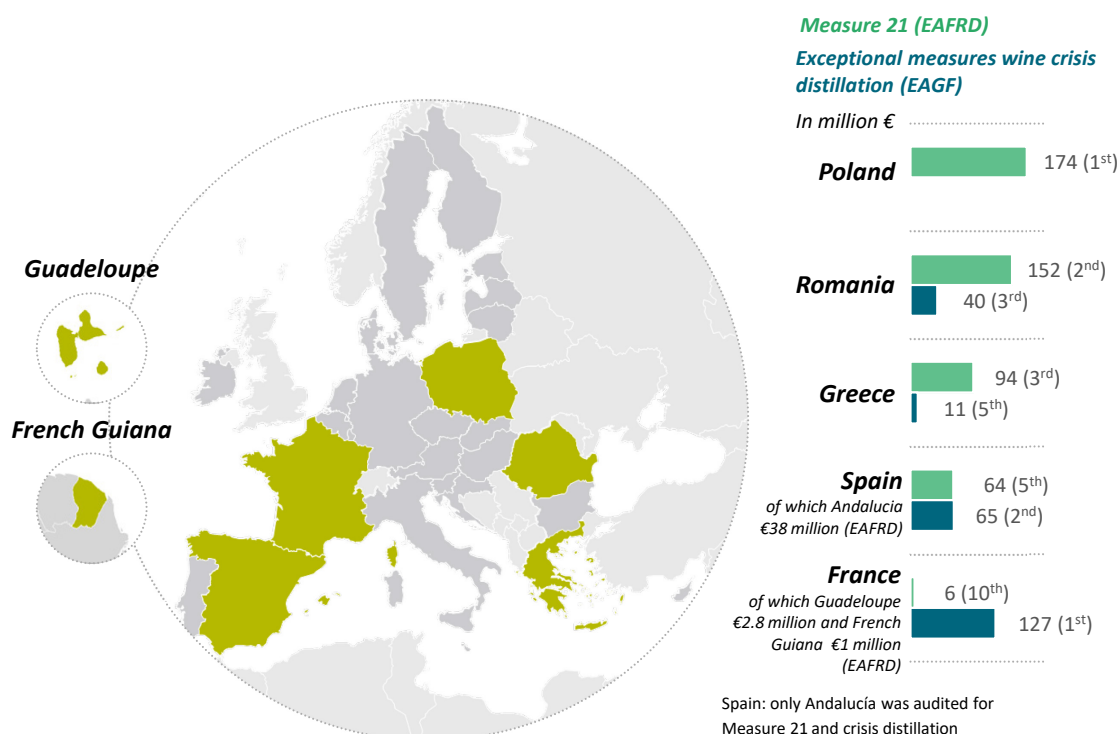 Measure 21 (EAFRD)
Exceptional measures wine crisis
distillation (EAGF)
In million €
Poland
174 (1st)
Romania
152 (2nd)
40 (3rd)
Greece
94 (3rd)
11 (5th)
Spain
of which Andalucia
€38 million (EAFRD)
64 (5th)
65 (2nd)
France
of which Guadeloupe
€2.8 million and French
Guiana €1 million
(EAFRD)
6 (10th)
127 (1st)
Spain: only Andalucía was audited for
Measure 21 and crisis distillation
Guadeloupe
French Guiana